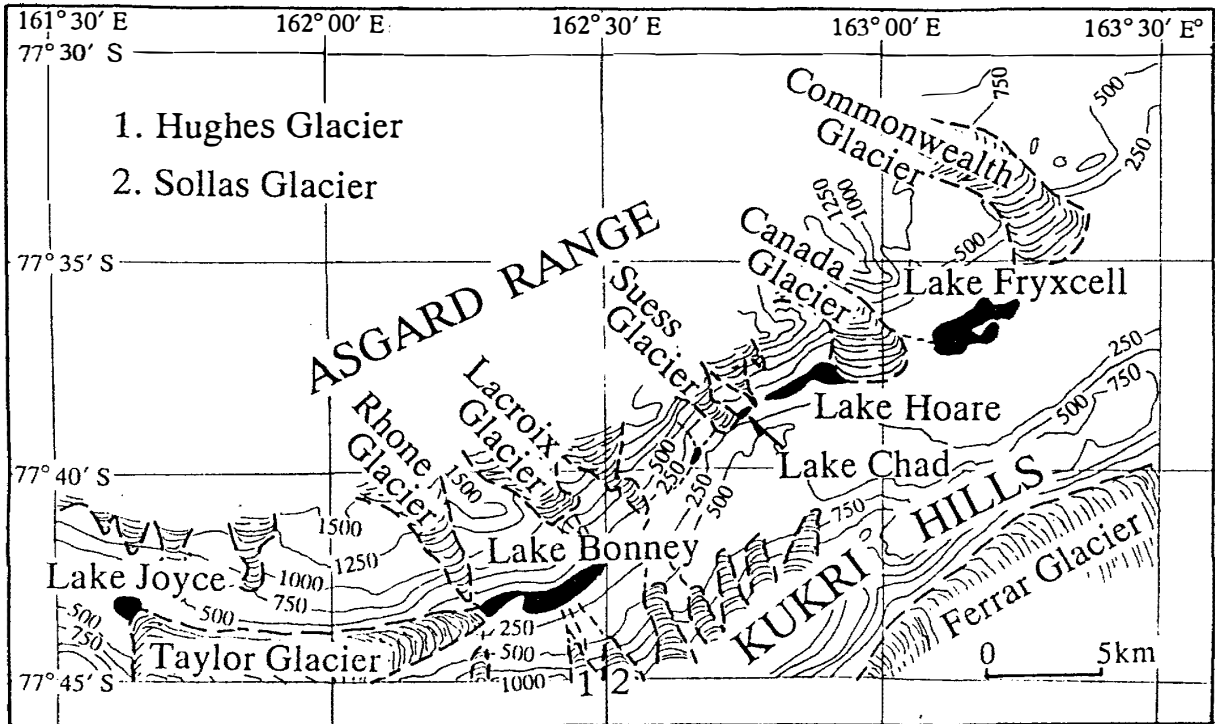 161° 30′ E
162° 00′ E
162° 30′ E
163° 00′ E
163° 30′ E°
77° 30′ S
1. Hughes Glacier
2. Sollas Glacier
750
500
250
Commonwealth
Glacier
1250
1000
500
77° 35′ S
ASGARD RANGE
Canada
Glacier
Suess
Glacier
Lake Fryxcell
Lacroix
Glacier
Rhone
Glacier
250
750
500
Lake Hoare
Lake Chad
77° 40′ S
1500
500
250
250
500
750
KUKRI HILLS
Ferrar Glacier
1500
1250
1000
750
500
Lake Bonney
Lake Joyce
500
750
Taylor Glacier
250
500
1000
1 2
0 5km
77° 45′ S